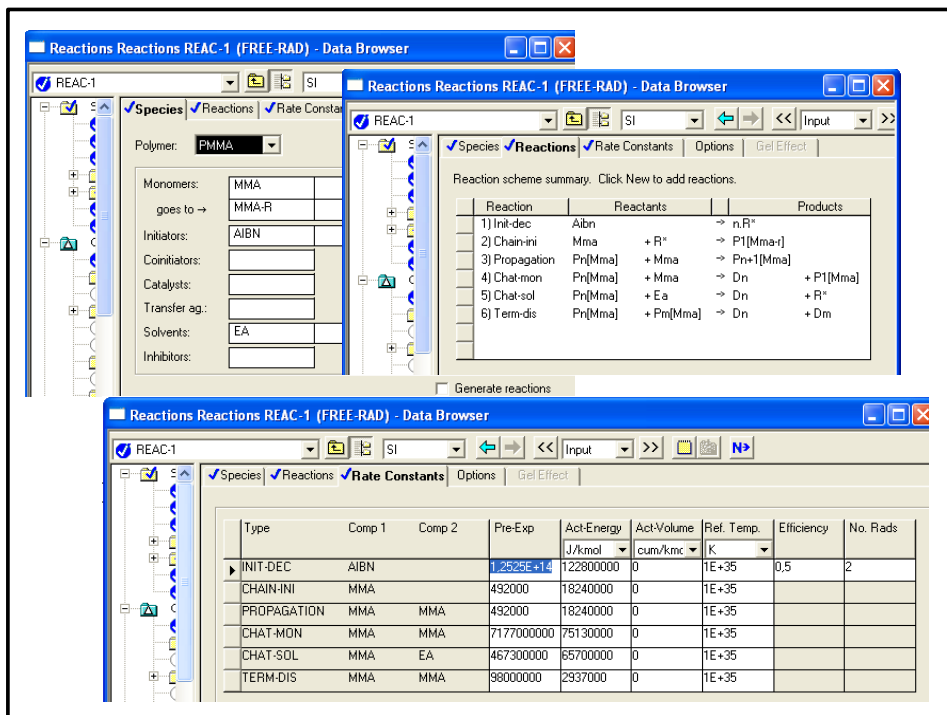 Reactions Reactions REAC-1 (FREE-RAD) - Data Browser
REAC-1 SI
Species Reactions Rate Constar
Polymer: PMMA
Monomers: MMA
goes to → MMA-R
Initiators: AIBN
Coinitiators:
Catalysts:
Transfer ag.:
Solvents: EA
Inhibitors:
Reactions Reactions REAC-1 (FREE-RAD) - Data Browser
REAC-1 SI << Input >>
Species Reactions Rate Constants Options Gel Effect
Reaction scheme summary. Click New to add reactions.
Reaction Reactants Products
1) Init-dec Aibn -> n.R*
2) Chain-ini Mma + R* -> P1[Mma-r]
3) Propagation Pn[Mma] + Mma -> Pn+1[Mma]
4) Chat-mon Pn[Mma] + Mma -> Dn + P1[Mma]
5) Chat-sol Pn[Mma] + Ea -> Dn + R*
6) Term-dis Pn[Mma] + Pm[Mma] -> Dn + Dm
Generate reactions
Reactions Reactions REAC-1 (FREE-RAD) - Data Browser
REAC-1 SI << Input >> N>
Species Reactions Rate Constants Options Gel Effect
Type Comp 1 Comp 2 Pre-Exp Act-Energy Act-Volume Ref. Temp. Efficiency No. Rads
J/kmol cum/kmc K
INIT-DEC AIBN 1,2525E+14 122800000 0 1E+35 0,5 2
CHAIN-INI MMA 492000 18240000 0 1E+35
PROPAGATION MMA MMA 492000 18240000 0 1E+35
CHAT-MON MMA MMA 7177000000 75130000 0 1E+35
CHAT-SOL MMA EA 467300000 65700000 0 1E+35
TERM-DIS MMA MMA 98000000 2937000 0 1E+35